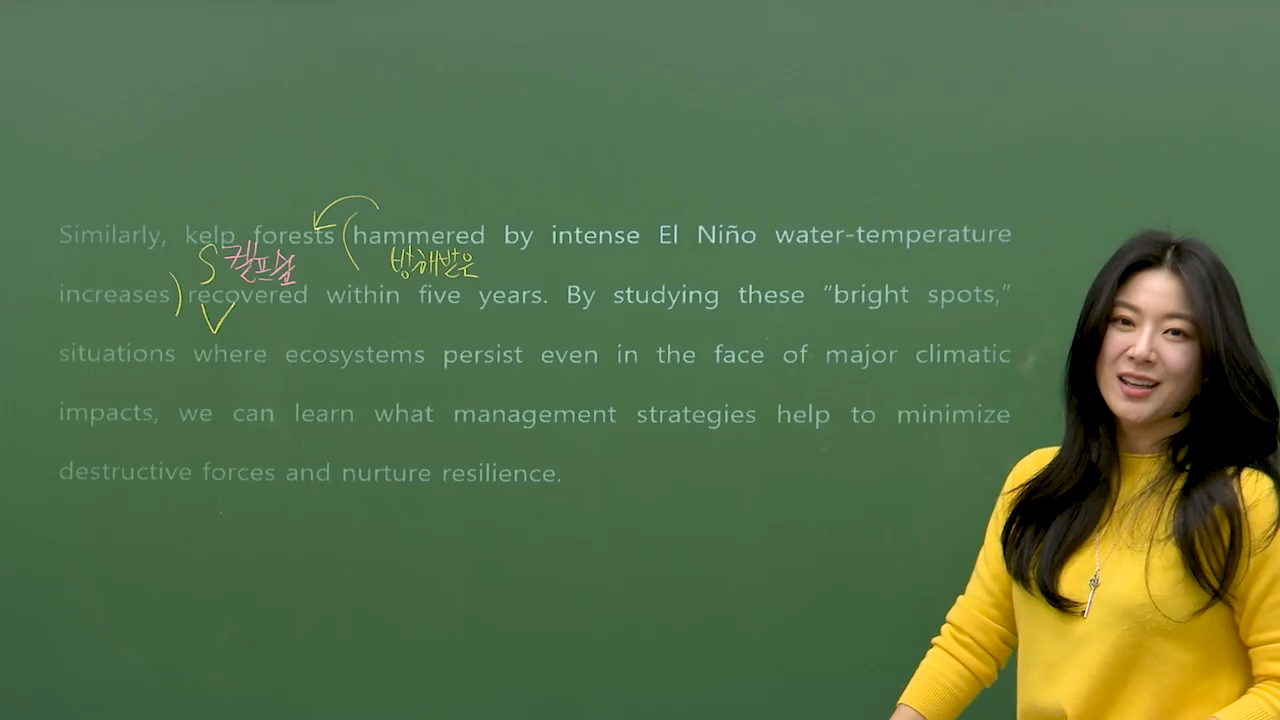 Similarly, kelp forests (hammered by intense El Niño water-temperature
S 켈프숲 방해받은
increases) recovered within five years. By studying these “bright spots,”
V
situations where ecosystems persist even in the face of major climatic
impacts, we can learn what management strategies help to minimize
destructive forces and nurture resilience.